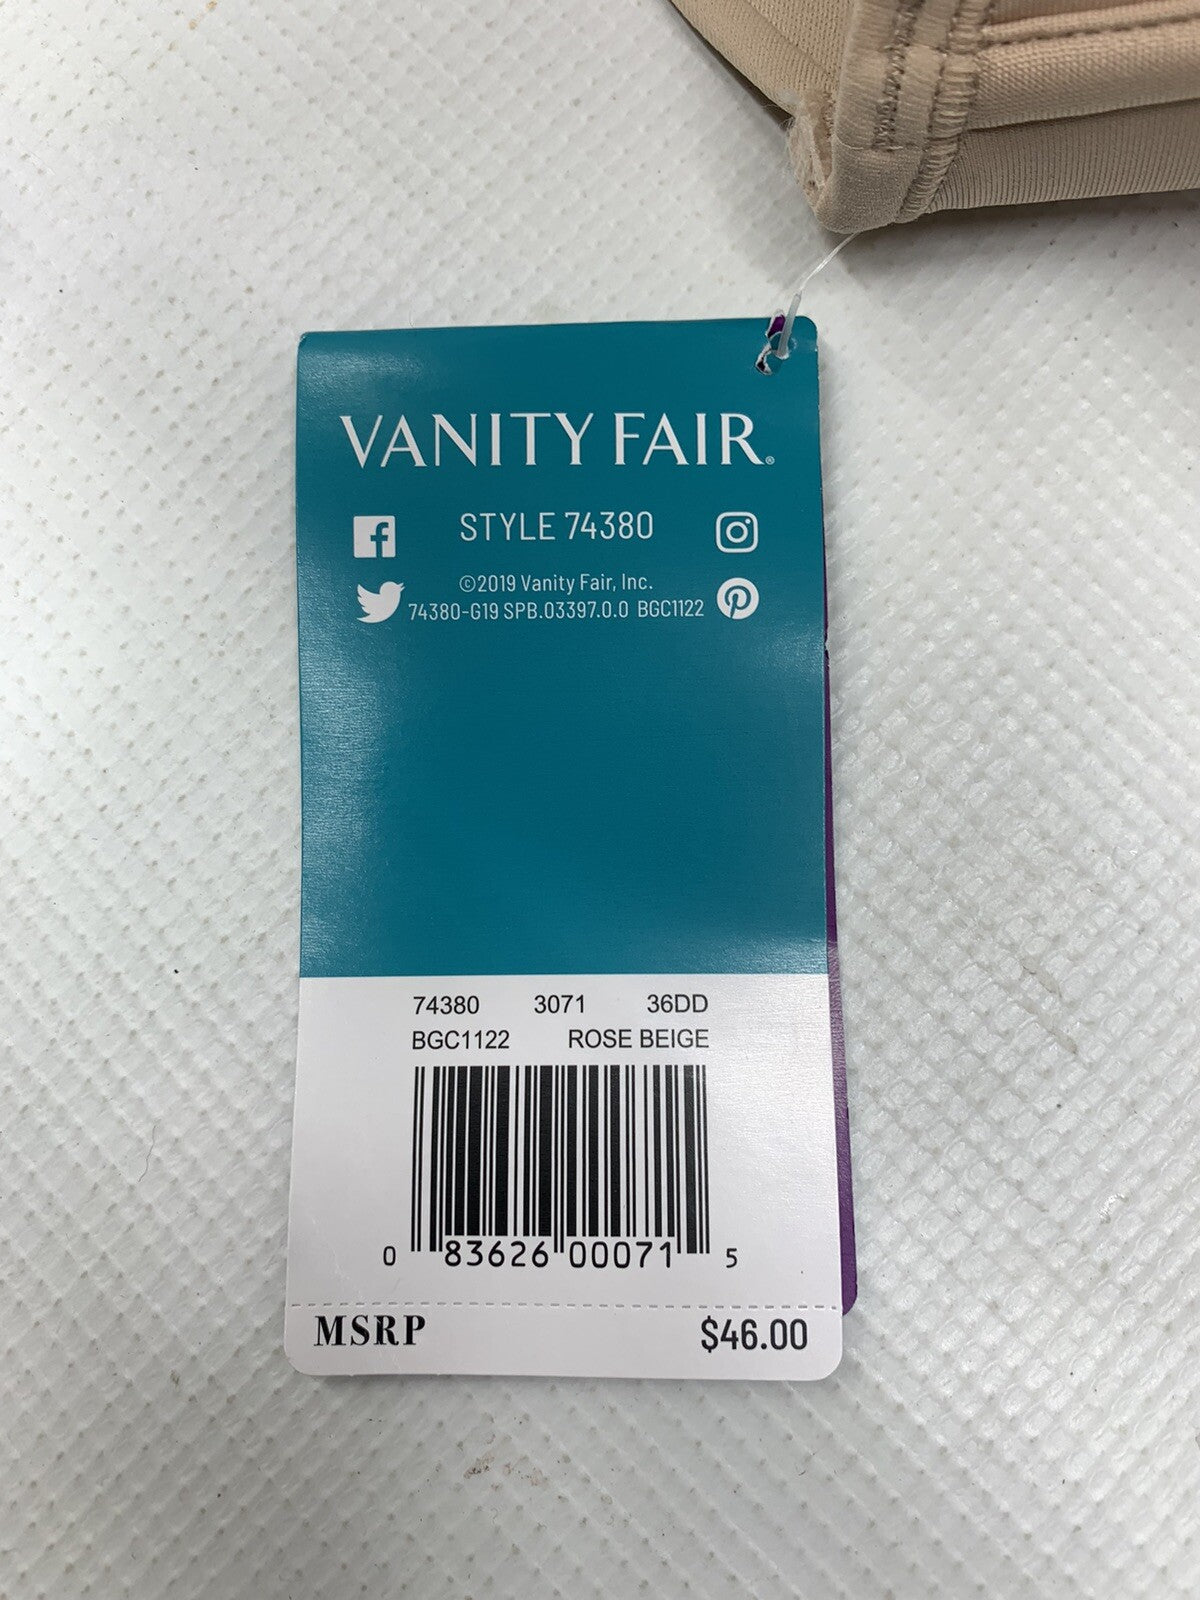 VANITY FAIR®
STYLE 74380
©2019 Vanity Fair, Inc.
74380-G19 SPB.03397.0.0 BGC1122
74380 3071 36DD
BGC1122 ROSE BEIGE
0 83626 00071 5
MSRP $46.00